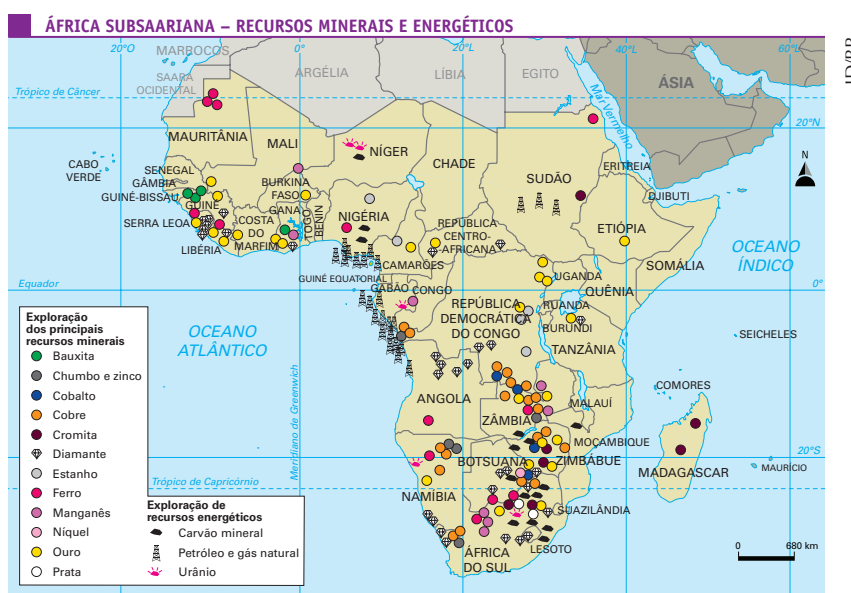 ÁFRICA SUBSAARIANA – RECURSOS MINERAIS E ENERGÉTICOS
20°O
0°
20°L
40°L
60°L
MARROCOS
SAARA
OCIDENTAL
ARGÉLIA
LÍBIA
EGITO
ÁSIA
Trópico de Câncer
Mar Vermelho
20°N
N
MAURITÂNIA
MALI
NÍGER
CHADE
SUDÃO
ERITREIA
CABO
VERDE
SENEGAL
GÂMBIA
GUINÉ-BISSAU
GUINÉ
BURKINA
FASO
DJIBUTI
SERRA LEOA
COSTA
DO
MARFIM
GANA
TOGO
BENIN
NIGÉRIA
REPÚBLICA
CENTRO-
AFRICANA
ETIÓPIA
LIBÉRIA
CAMARÕES
SOMÁLIA
OCEANO
ÍNDICO
GUINÉ EQUATORIAL
UGANDA
QUÊNIA
Equador
0°
GABÃO
CONGO
REPÚBLICA
DEMOCRÁTICA
DO CONGO
RUANDA
BURUNDI
TANZÂNIA
SEICHELES
OCEANO
ATLÂNTICO
Meridiano de Greenwich
COMORES
ANGOLA
ZÂMBIA
MALAUÍ
MOÇAMBIQUE
20°S
BOTSUANA
ZIMBÁBUE
MADAGASCAR
MAURÍCIO
Trópico de Capricórnio
NAMÍBIA
SUAZILÂNDIA
LESOTO
ÁFRICA
DO SUL
0
680 km
Exploração
dos principais
recursos minerais
Bauxita
Chumbo e zinco
Cobalto
Cobre
Cromita
Diamante
Estanho
Ferro
Manganês
Níquel
Ouro
Prata
Exploração de
recursos energéticos
Carvão mineral
Petróleo e gás natural
Urânio